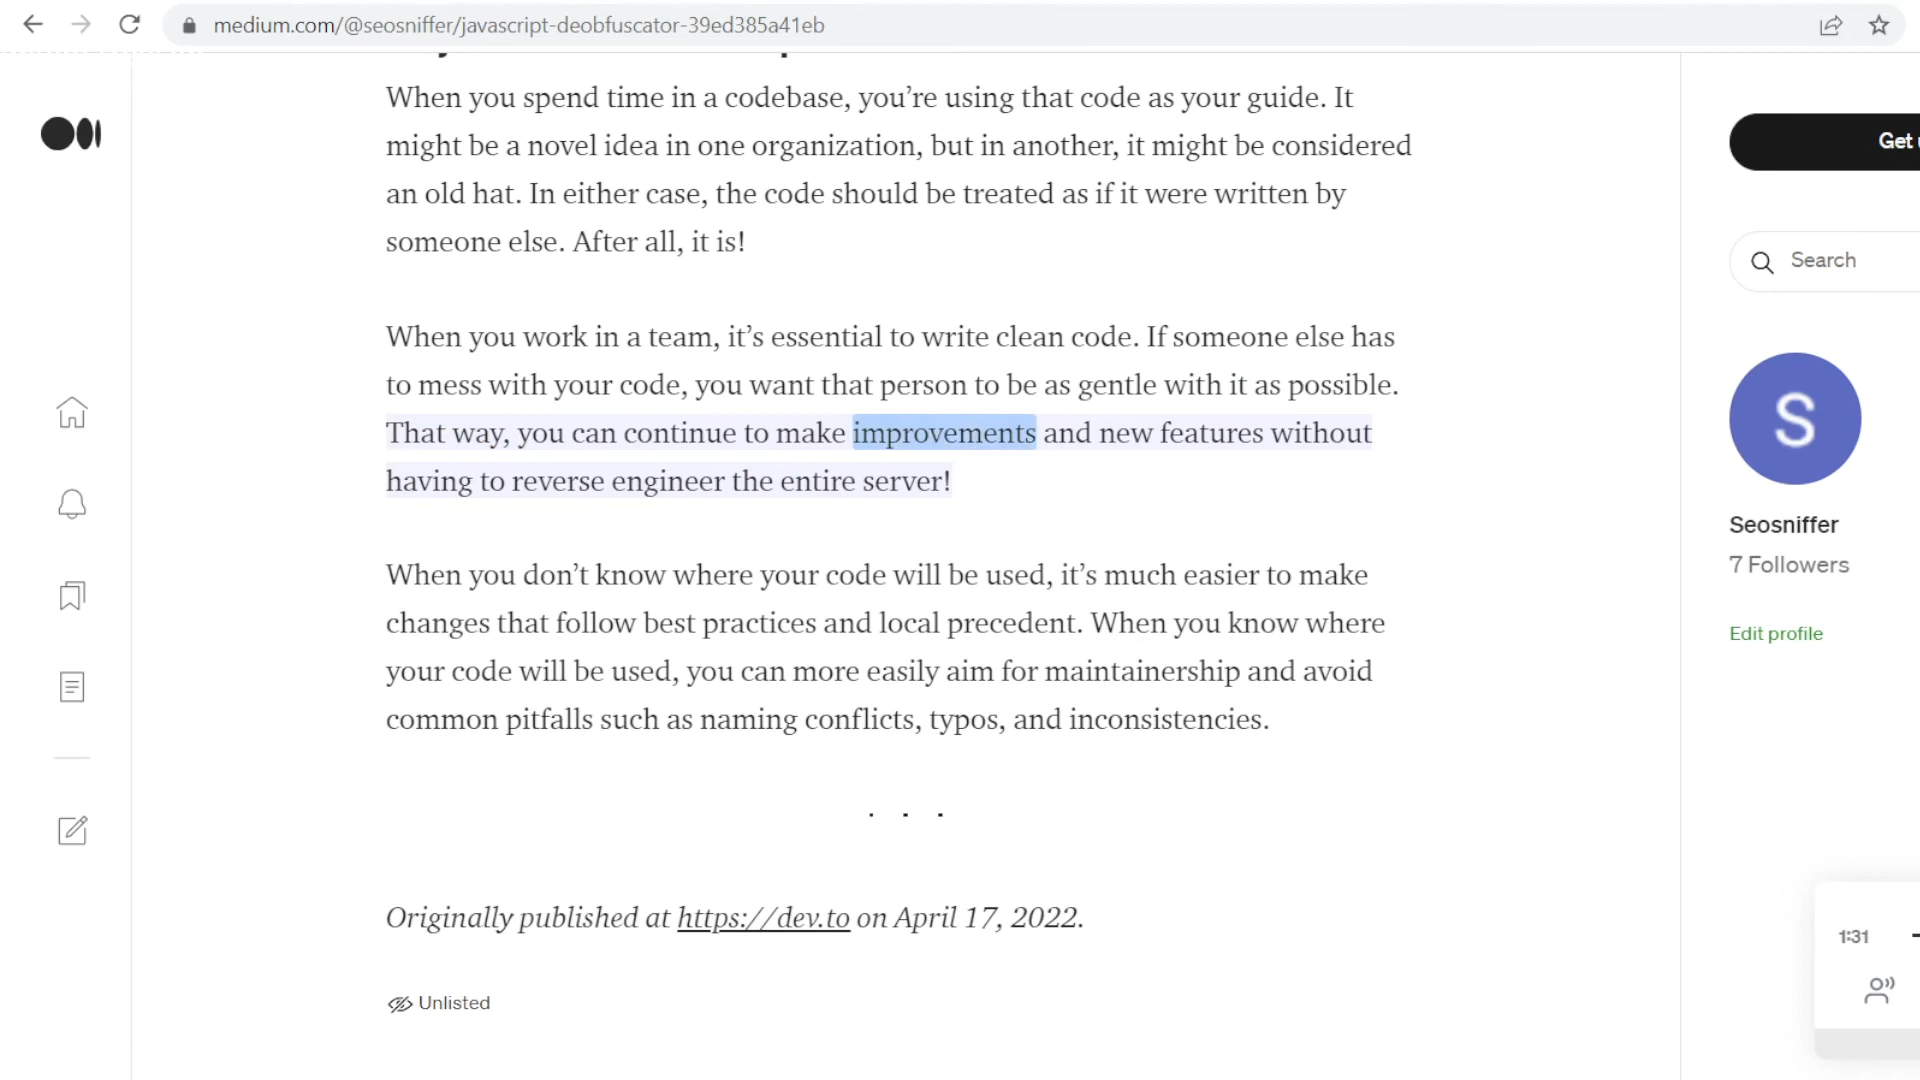 medium.com/@seosniffer/javascript-deobfuscator-39ed385a41eb
When you spend time in a codebase, you’re using that code as your guide. It
might be a novel idea in one organization, but in another, it might be considered
an old hat. In either case, the code should be treated as if it were written by
someone else. After all, it is!
When you work in a team, it’s essential to write clean code. If someone else has
to mess with your code, you want that person to be as gentle with it as possible.
That way, you can continue to make improvements and new features without
having to reverse engineer the entire server!
When you don’t know where your code will be used, it’s much easier to make
changes that follow best practices and local precedent. When you know where
your code will be used, you can more easily aim for maintainership and avoid
common pitfalls such as naming conflicts, typos, and inconsistencies.
. . .
Originally published at https://dev.to on April 17, 2022.
Unlisted
Get
Search
S
Seosniffer
7 Followers
Edit profile
1:31